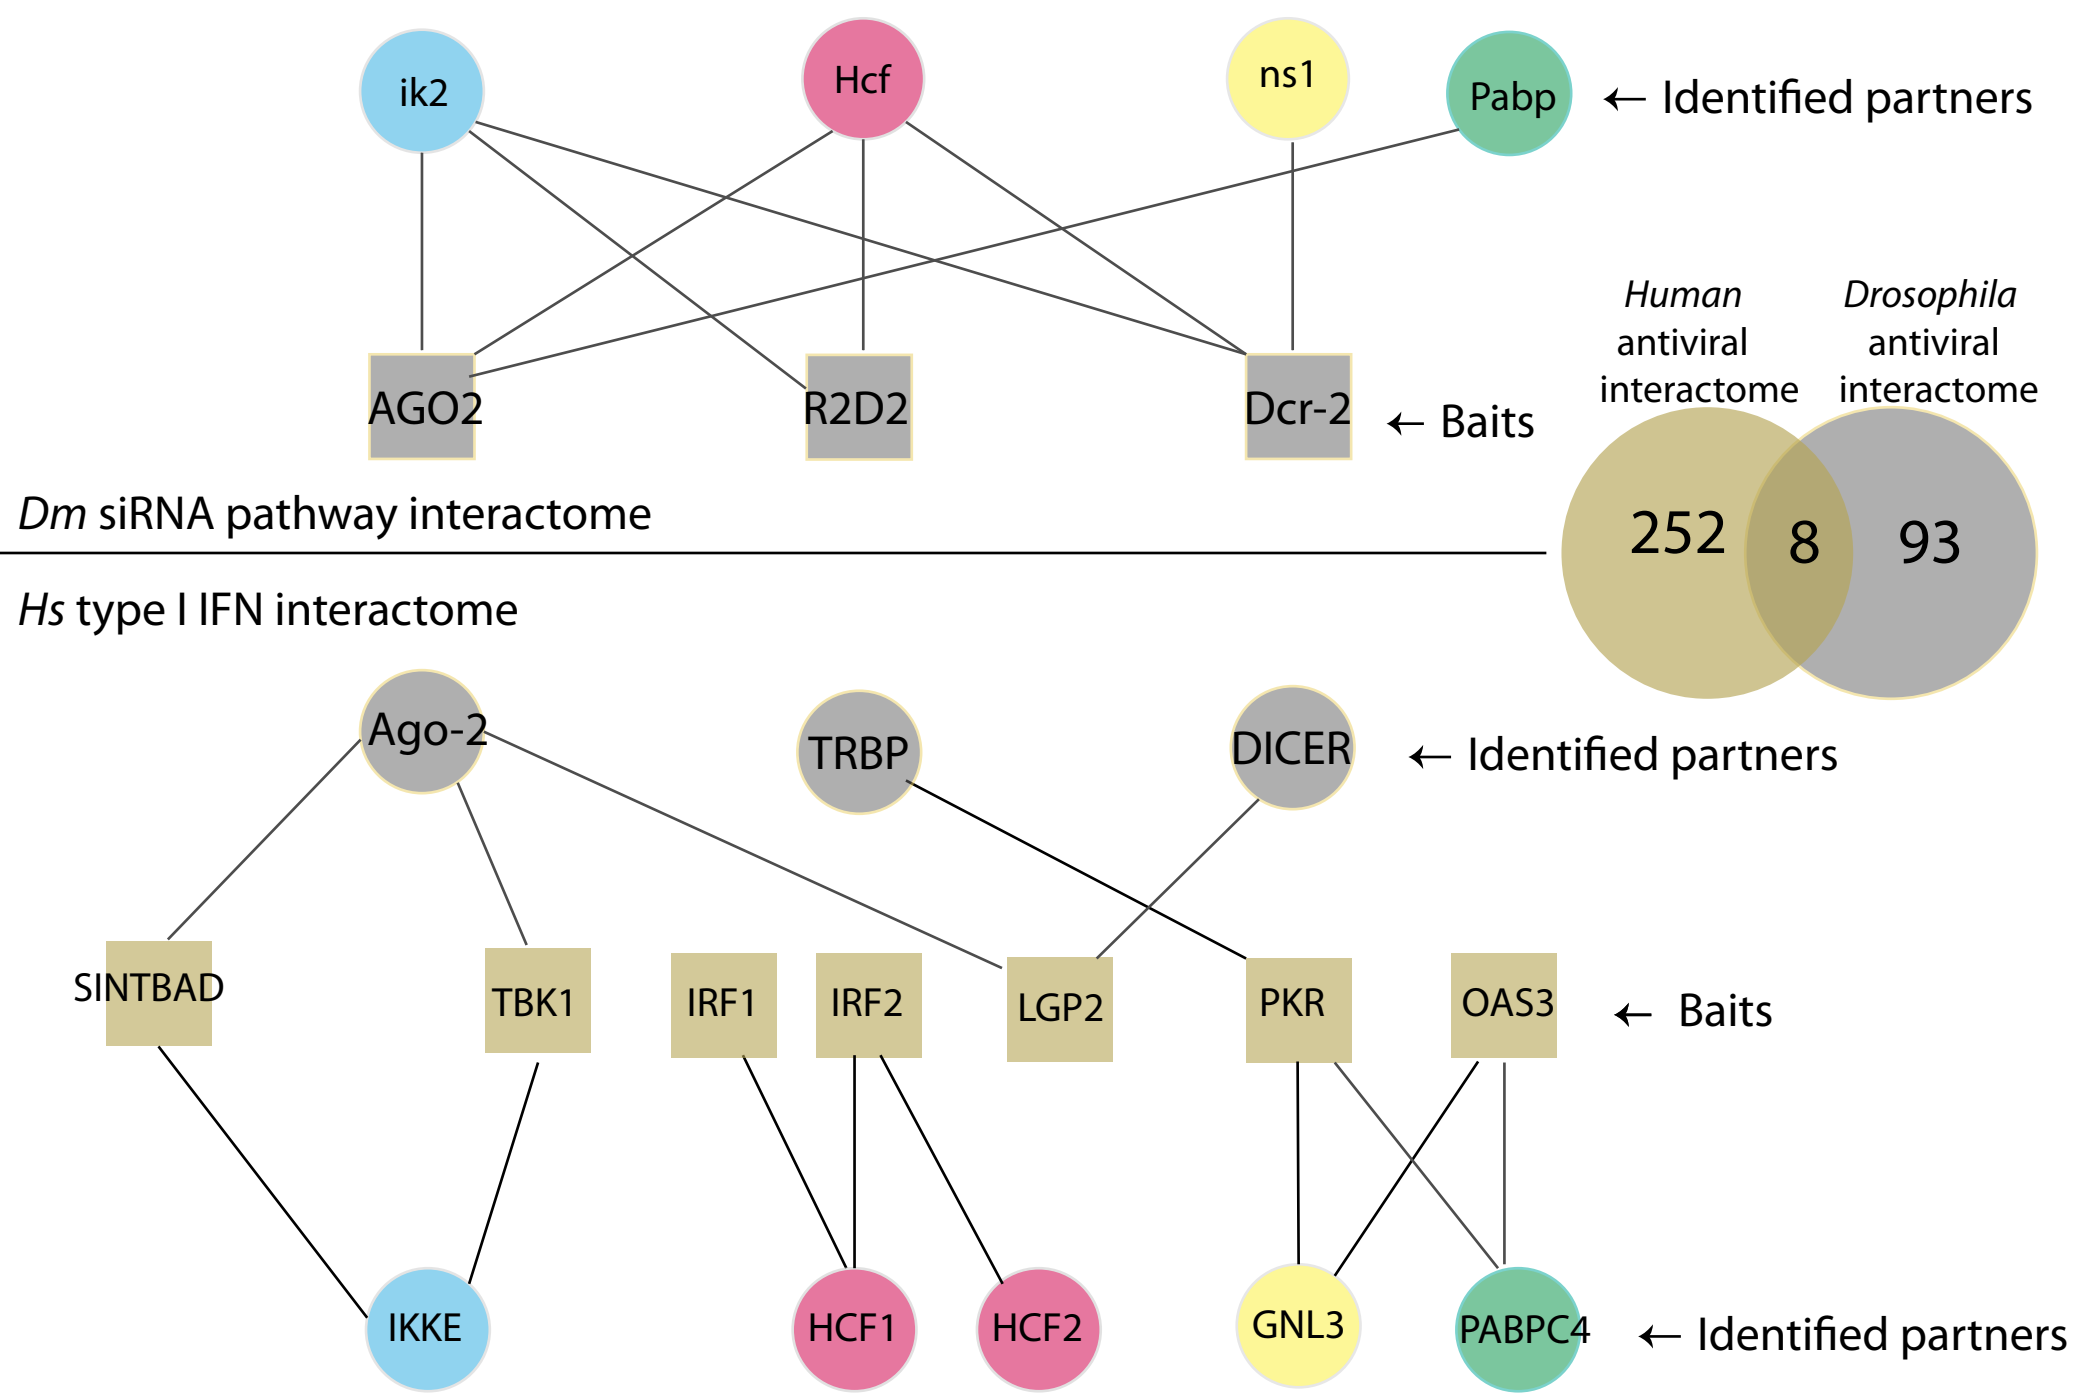 ik2
Hcf
ns1
Pabp
← Identified partners
AGO2
R2D2
Dcr-2
← Baits
Human
antiviral
interactome
Drosophila
antiviral
interactome
252
8
93
Dm siRNA pathway interactome
Hs type I IFN interactome
Ago-2
TRBP
DICER
← Identified partners
SINTBAD
TBK1
IRF1
IRF2
LGP2
PKR
OAS3
← Baits
IKKE
HCF1
HCF2
GNL3
PABPC4
← Identified partners